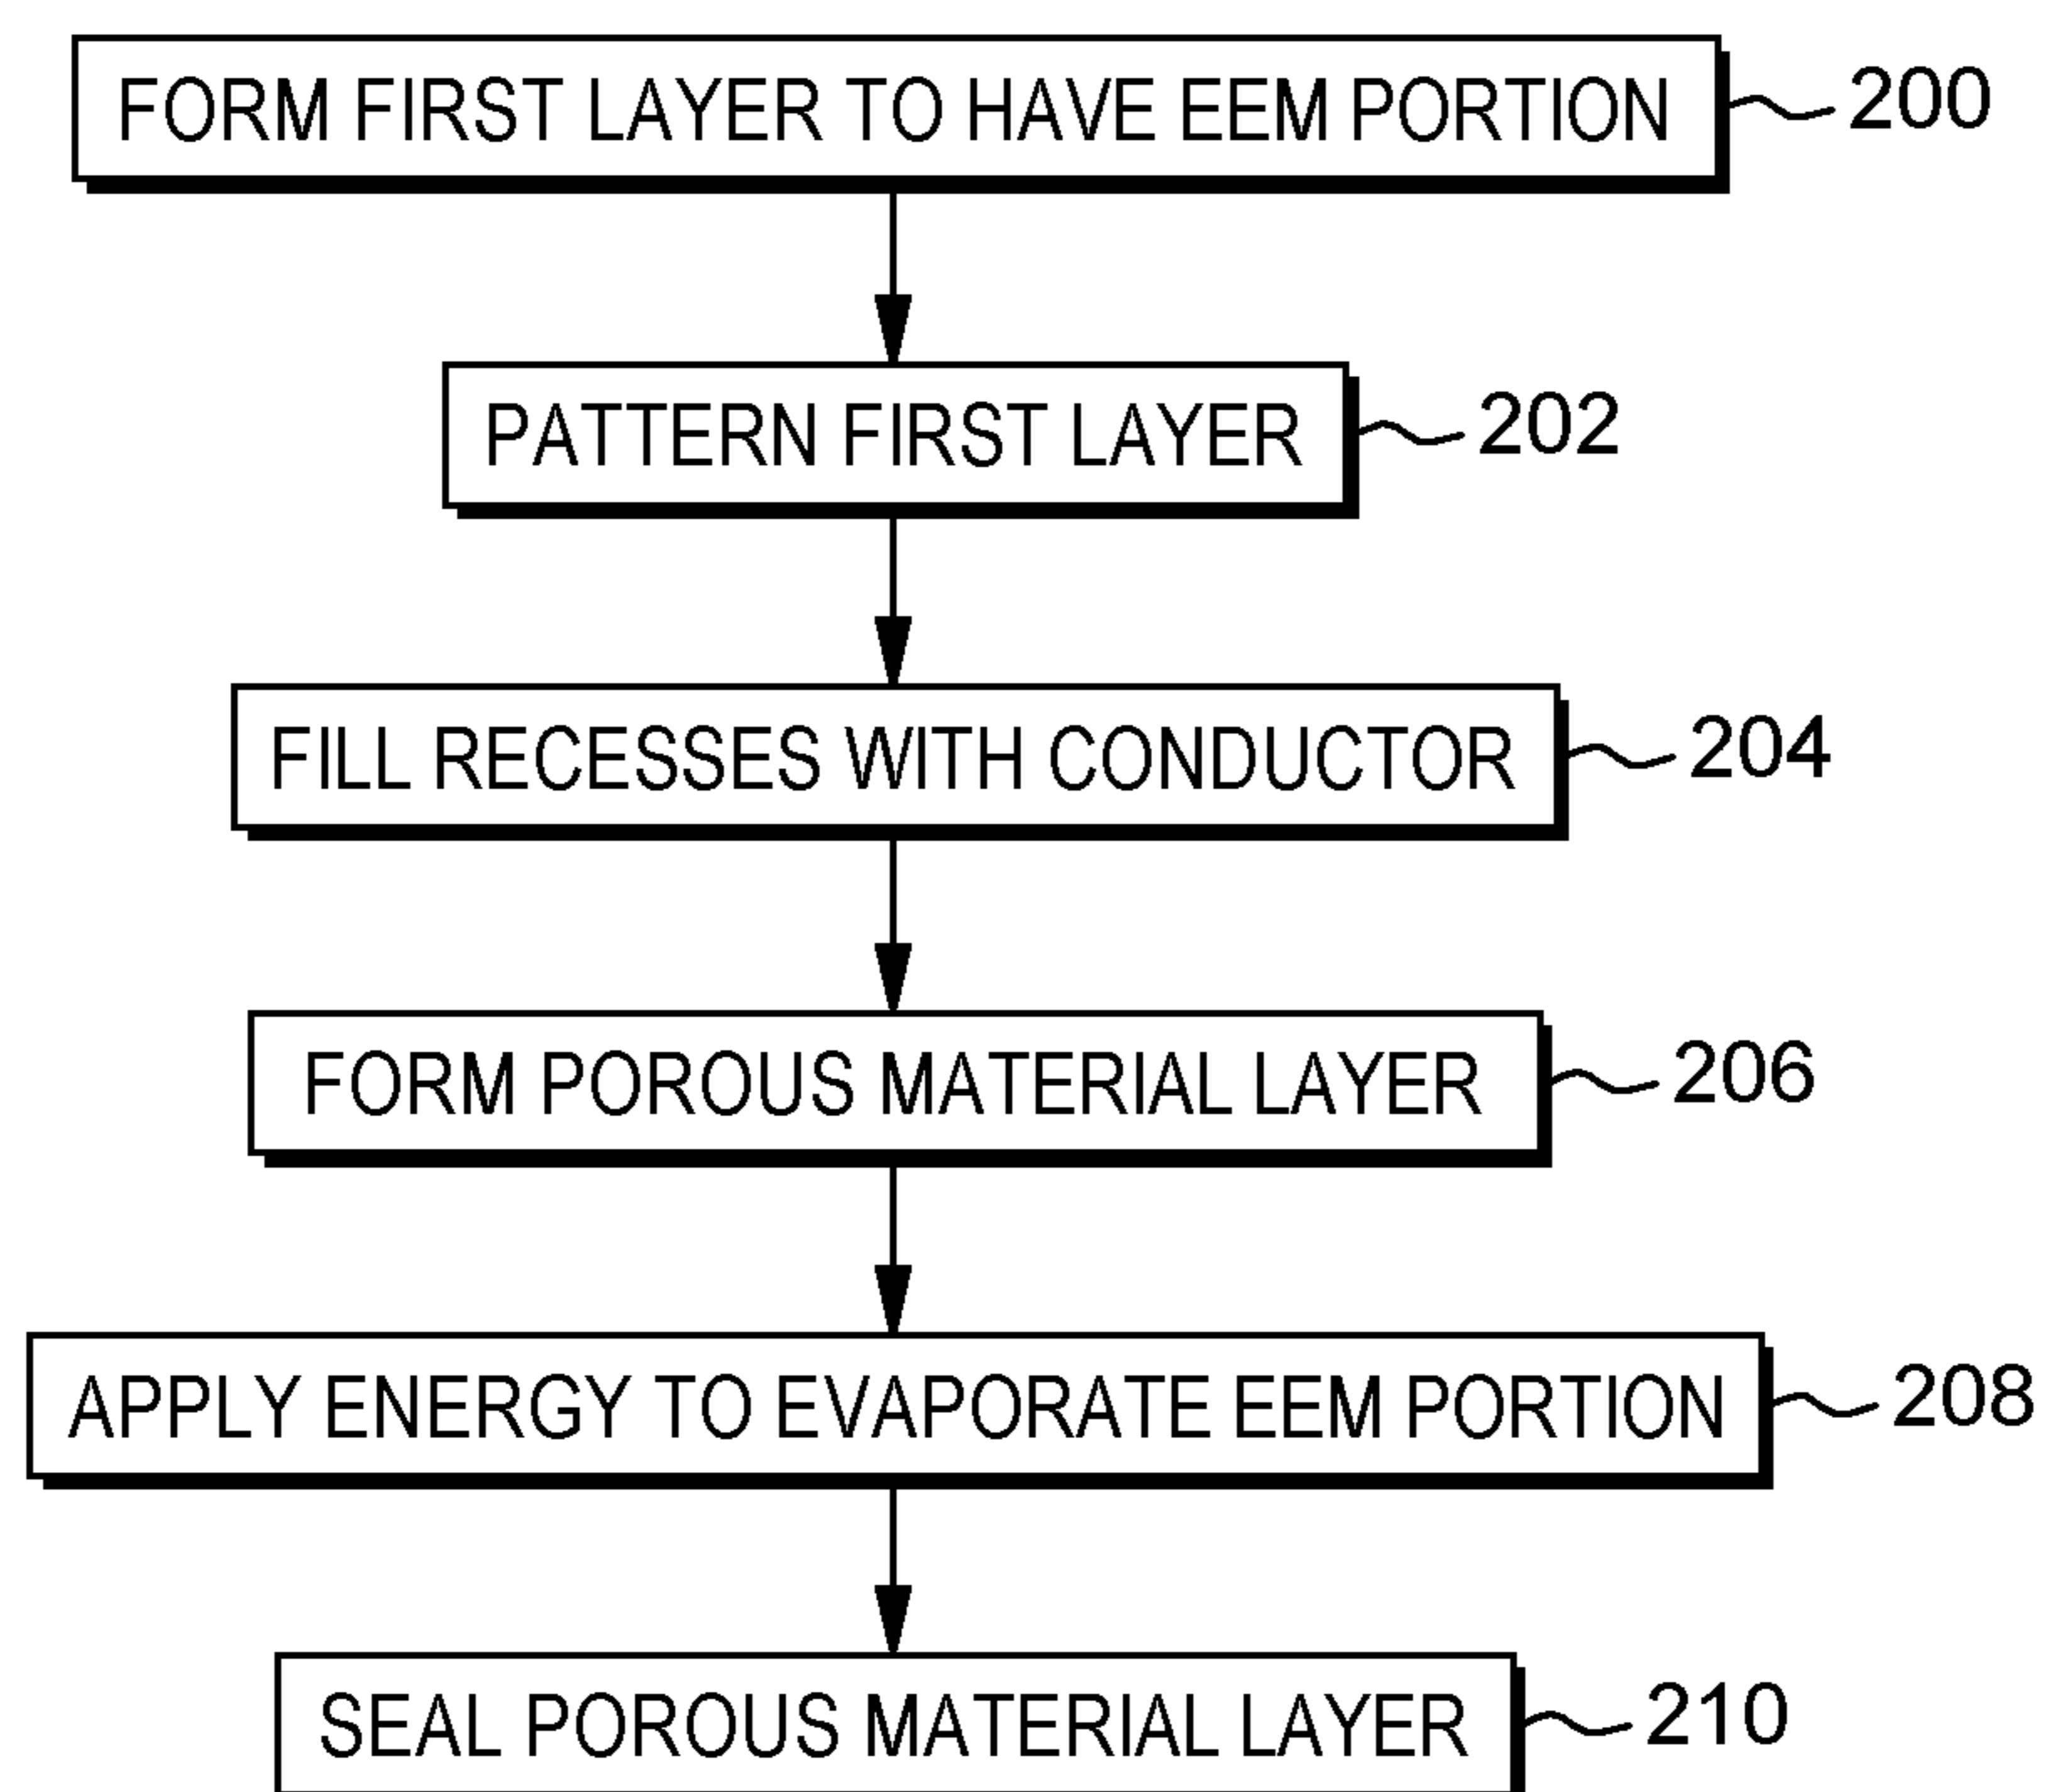 FORM FIRST LAYER TO HAVE EEM PORTION 200
PATTERN FIRST LAYER 202
FILL RECESSES WITH CONDUCTOR 204
FORM POROUS MATERIAL LAYER 206
APPLY ENERGY TO EVAPORATE EEM PORTION 208
SEAL POROUS MATERIAL LAYER 210